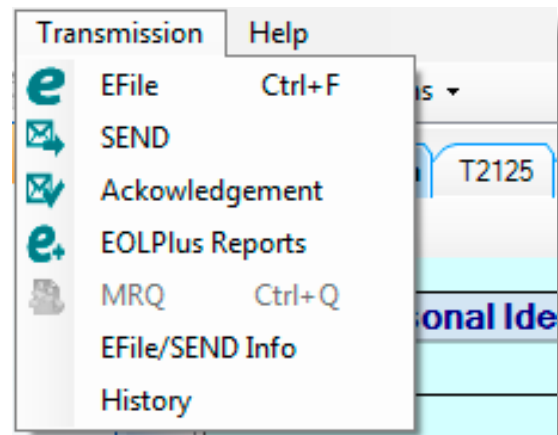 Transmission Help
EFile Ctrl+F
SEND
Ackowledgement
EOLPlus Reports
MRQ Ctrl+Q
EFile/SEND Info
History
T2125